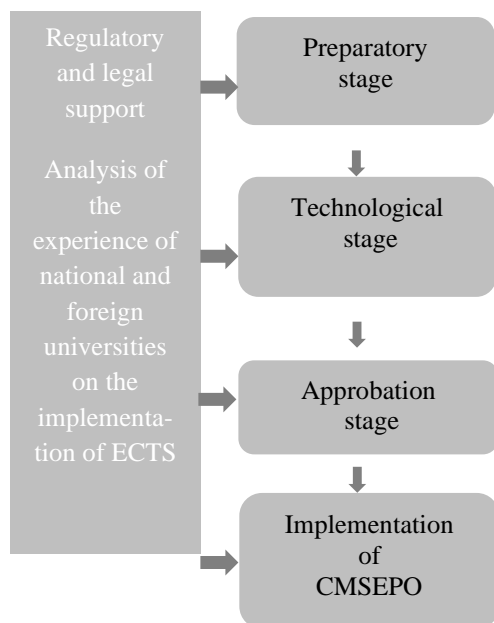 Regulatory
and legal
support
Analysis of
the
experience of
national and
foreign
universities
on the
implementa-
tion of ECTS
Preparatory
stage
Technological
stage
Approbation
stage
Implementation
of
CMSEPO